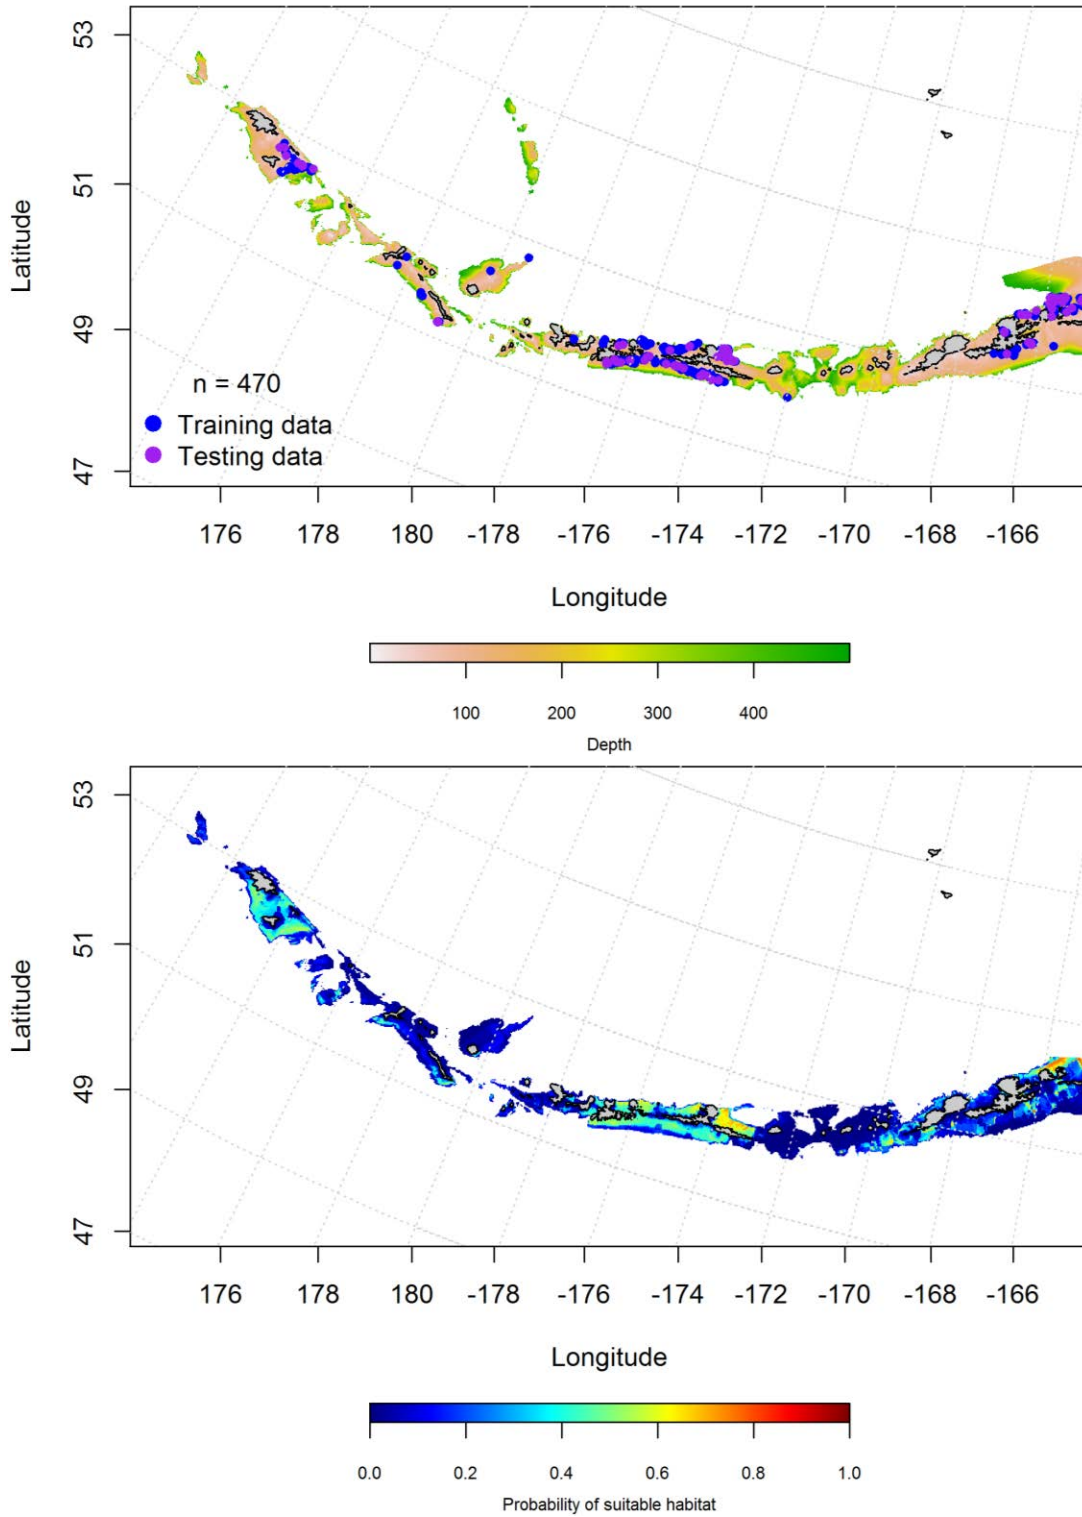 53
51
49
47
Latitude
n = 470
Training data
Testing data
176 178 180 -178 -176 -174 -172 -170 -168 -166
Longitude
100 200 300 400
Depth
53
51
49
47
Latitude
176 178 180 -178 -176 -174 -172 -170 -168 -166
Longitude
0.0 0.2 0.4 0.6 0.8 1.0
Probability of suitable habitat